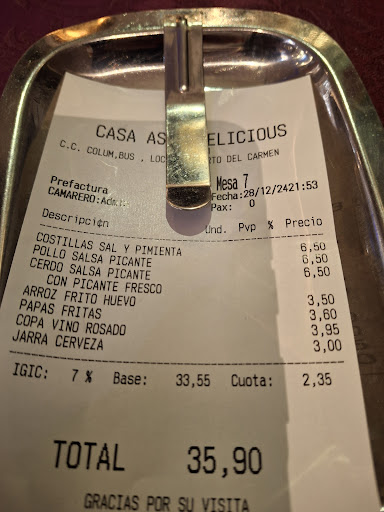 CASA AS ELICIOUS
C.C. COLUM,BUS . LOC RTO DEL CARMEN
Prefactura Mesa 7
CAMARERO: Fecha:28/12/2421:53
Pax: 0
Descripci¢n Und. Pvp % Precio
COSTILLAS SAL Y PIMIENTA 6,50
POLLO SALSA PICANTE 6,50
CERDO SALSA PICANTE 6,50
CON PICANTE FRESCO
ARROZ FRITO HUEVO 3,50
PAPAS FRITAS 3,60
COPA VINO ROSADO 3,95
JARRA CERVEZA 3,00
IGIC: 7 % Base: 33,55 Cuota: 2,35
TOTAL 35,90
GRACIAS POR SU VISITA